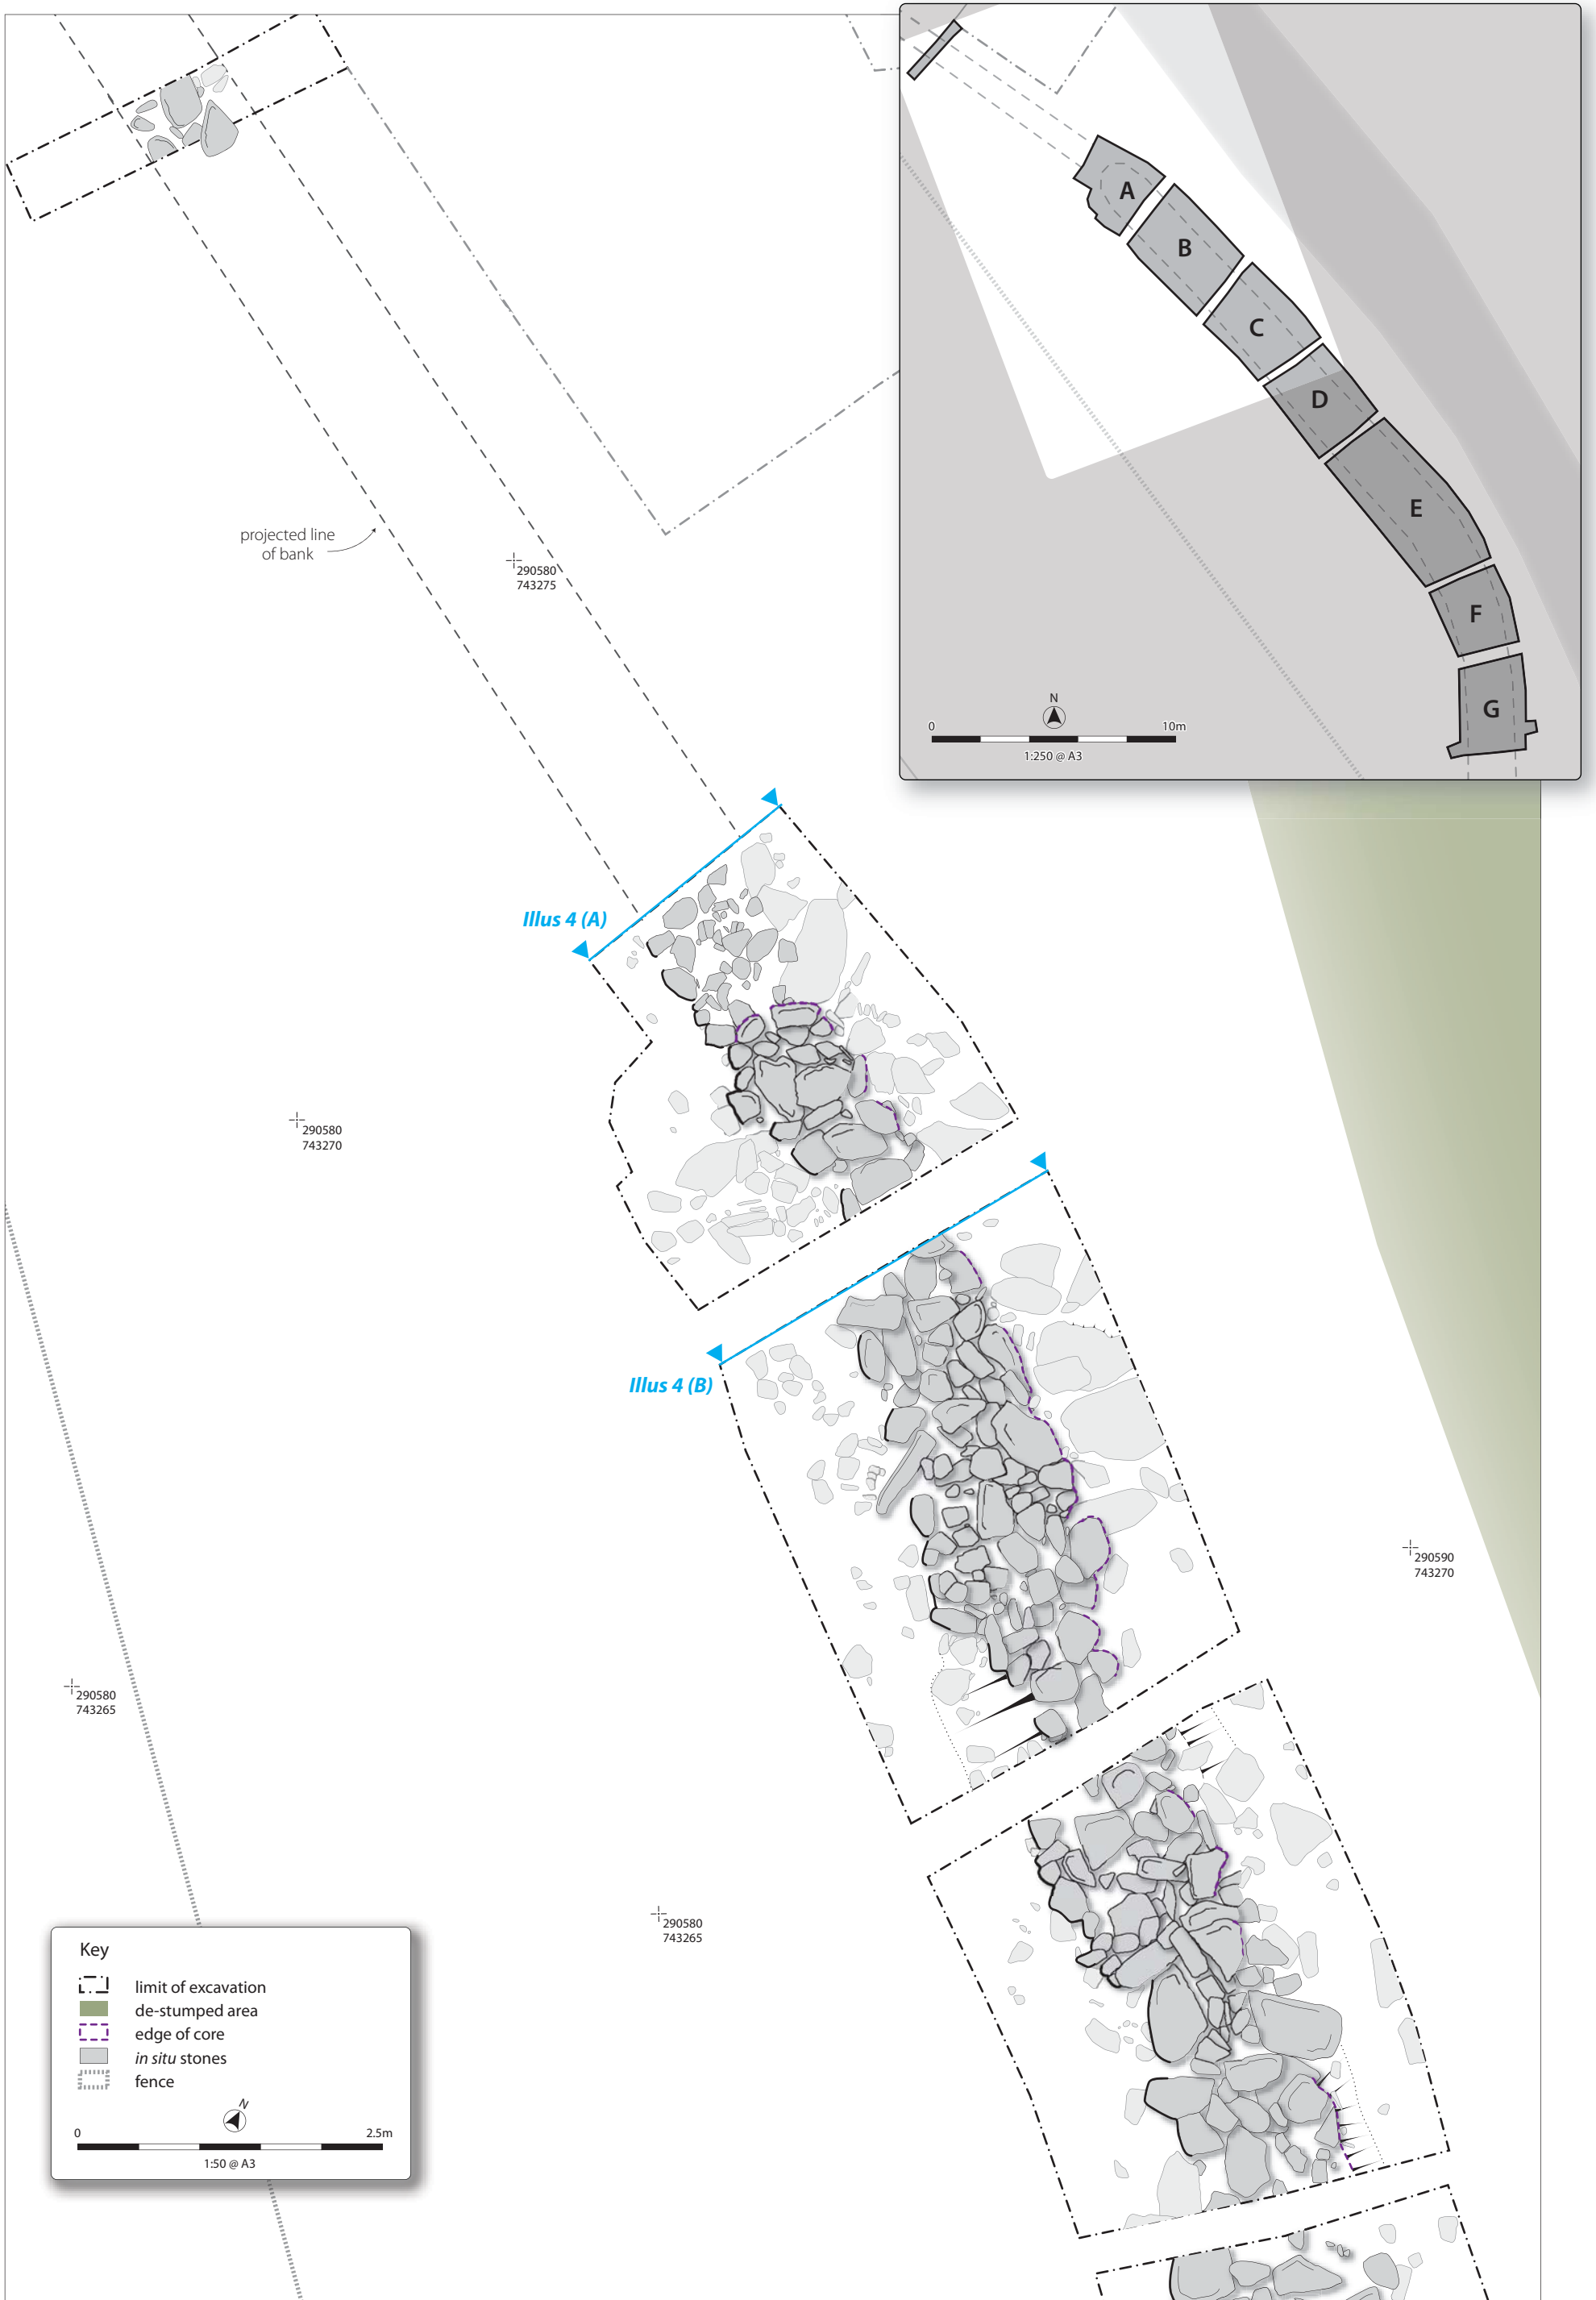 A
B
C
D
E
F
G
N
0
10m
1:250 @ A3
projected line
of bank
290580
743275
Illus 4 (A)
290580
743270
Illus 4 (B)
290590
743270
290580
743265
290580
743265
Key
limit of excavation
de-stumped area
edge of core
in situ stones
fence
N
0
2.5m
1:50 @ A3